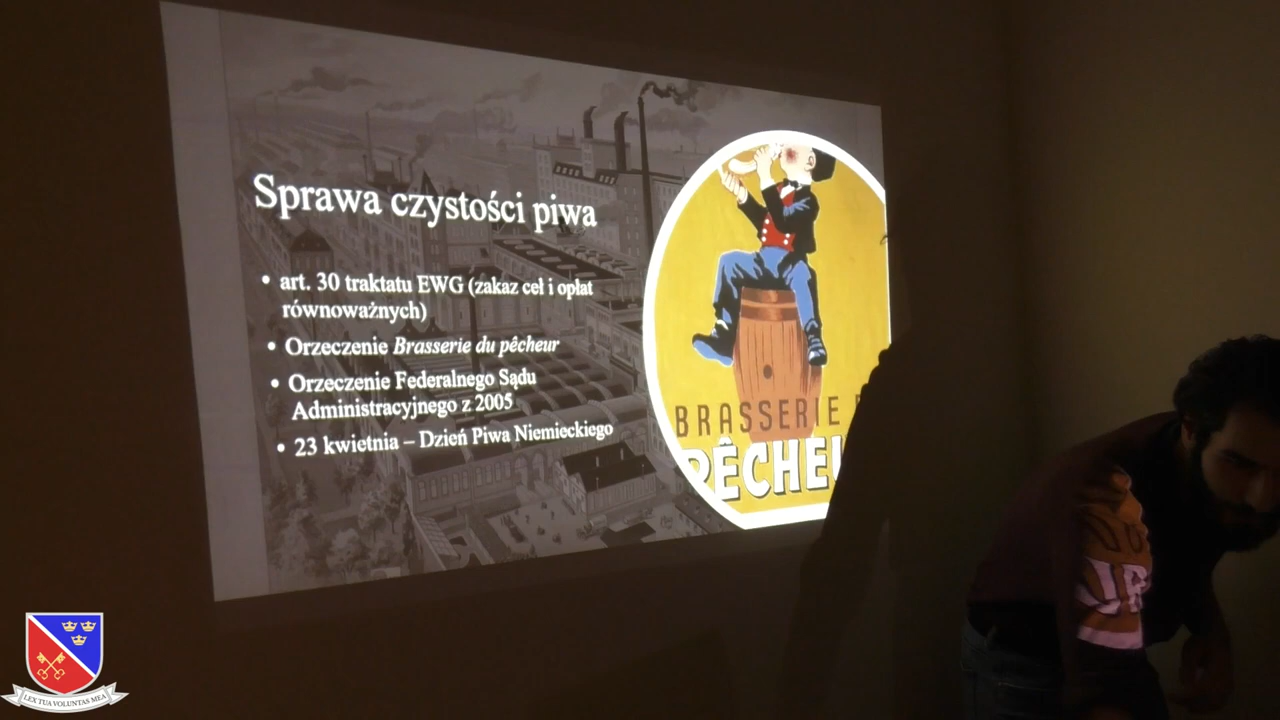 Sprawa czystości piwa
• art. 30 traktatu EWG (zakaz ceł i opłat
równoważnych)
• Orzeczenie Brasserie du pêcheur
• Orzeczenie Federalnego Sądu
Administracyjnego z 2005
• 23 kwietnia – Dzień Piwa Niemieckiego
BRASSERIE
PÊCHEU
LEX TUA VOLUNTAS MEA